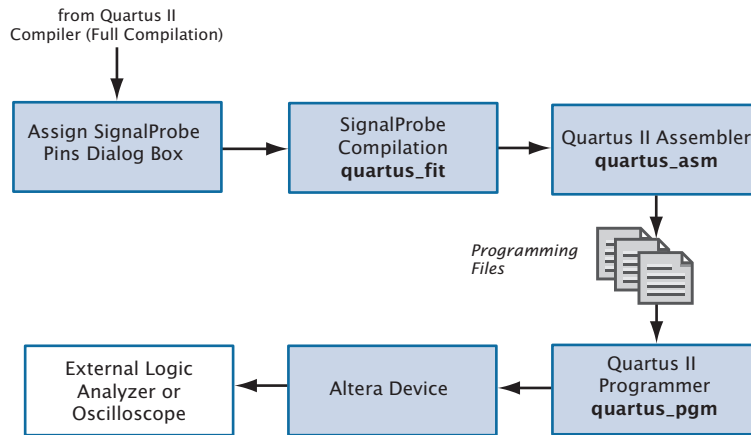 from Quartus II
Compiler (Full Compilation)
Assign SignalProbe
Pins Dialog Box
SignalProbe
Compilation
quartus_fit
Quartus II Assembler
quartus_asm
Programming
Files
External Logic
Analyzer or
Oscilloscope
Altera Device
Quartus II
Programmer
quartus_pgm